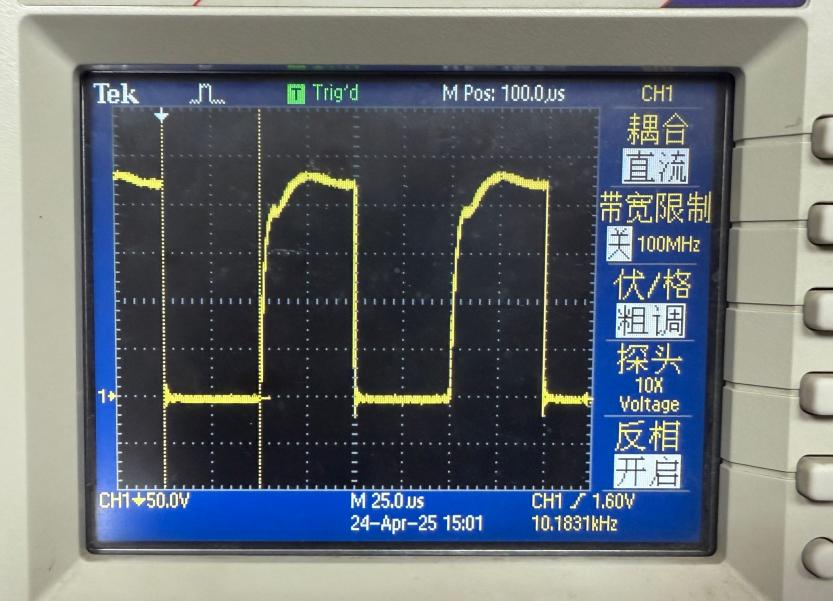 Tek T Trig'd M Pos: 100.0µs CH1
耦合
直流
带宽限制
关 100MHz
伏/格
粗调
探头
10X
Voltage
反相
开启
1
CH1 50.0V M 25.0µs CH1 1.60V
24-Apr-25 15:01 10.1831kHz